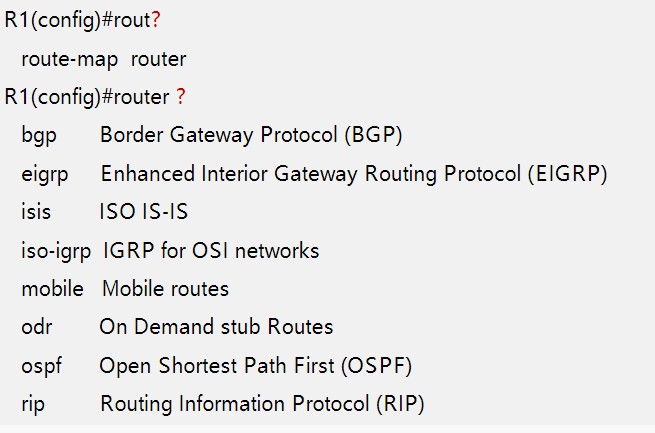 R1(config)#rout?
route-map router
R1(config)#router ?
bgp Border Gateway Protocol (BGP)
eigrp Enhanced Interior Gateway Routing Protocol (EIGRP)
isis ISO IS-IS
iso-igrp IGRP for OSI networks
mobile Mobile routes
odr On Demand stub Routes
ospf Open Shortest Path First (OSPF)
rip Routing Information Protocol (RIP)